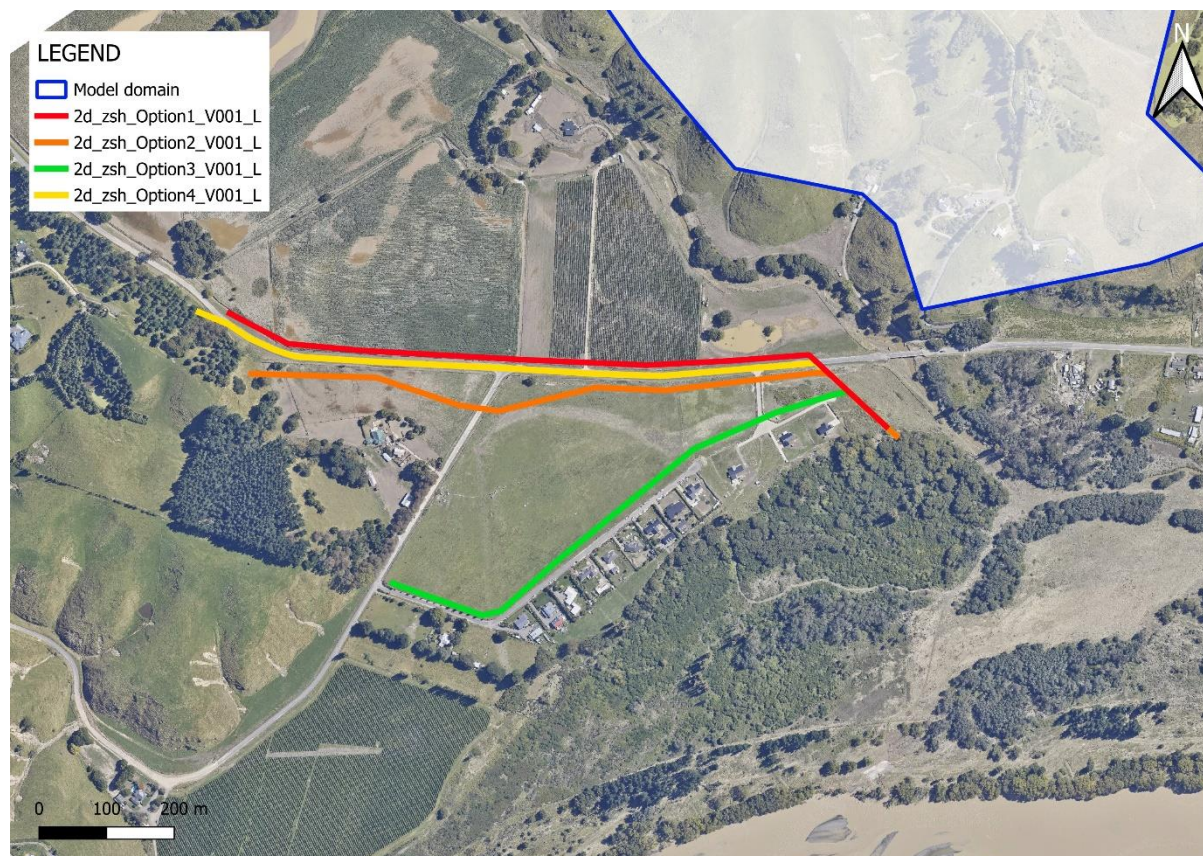 LEGEND
Model domain
2d_zsh_Option1_V001_L
2d_zsh_Option2_V001_L
2d_zsh_Option3_V001_L
2d_zsh_Option4_V001_L
N
0 100 200 m